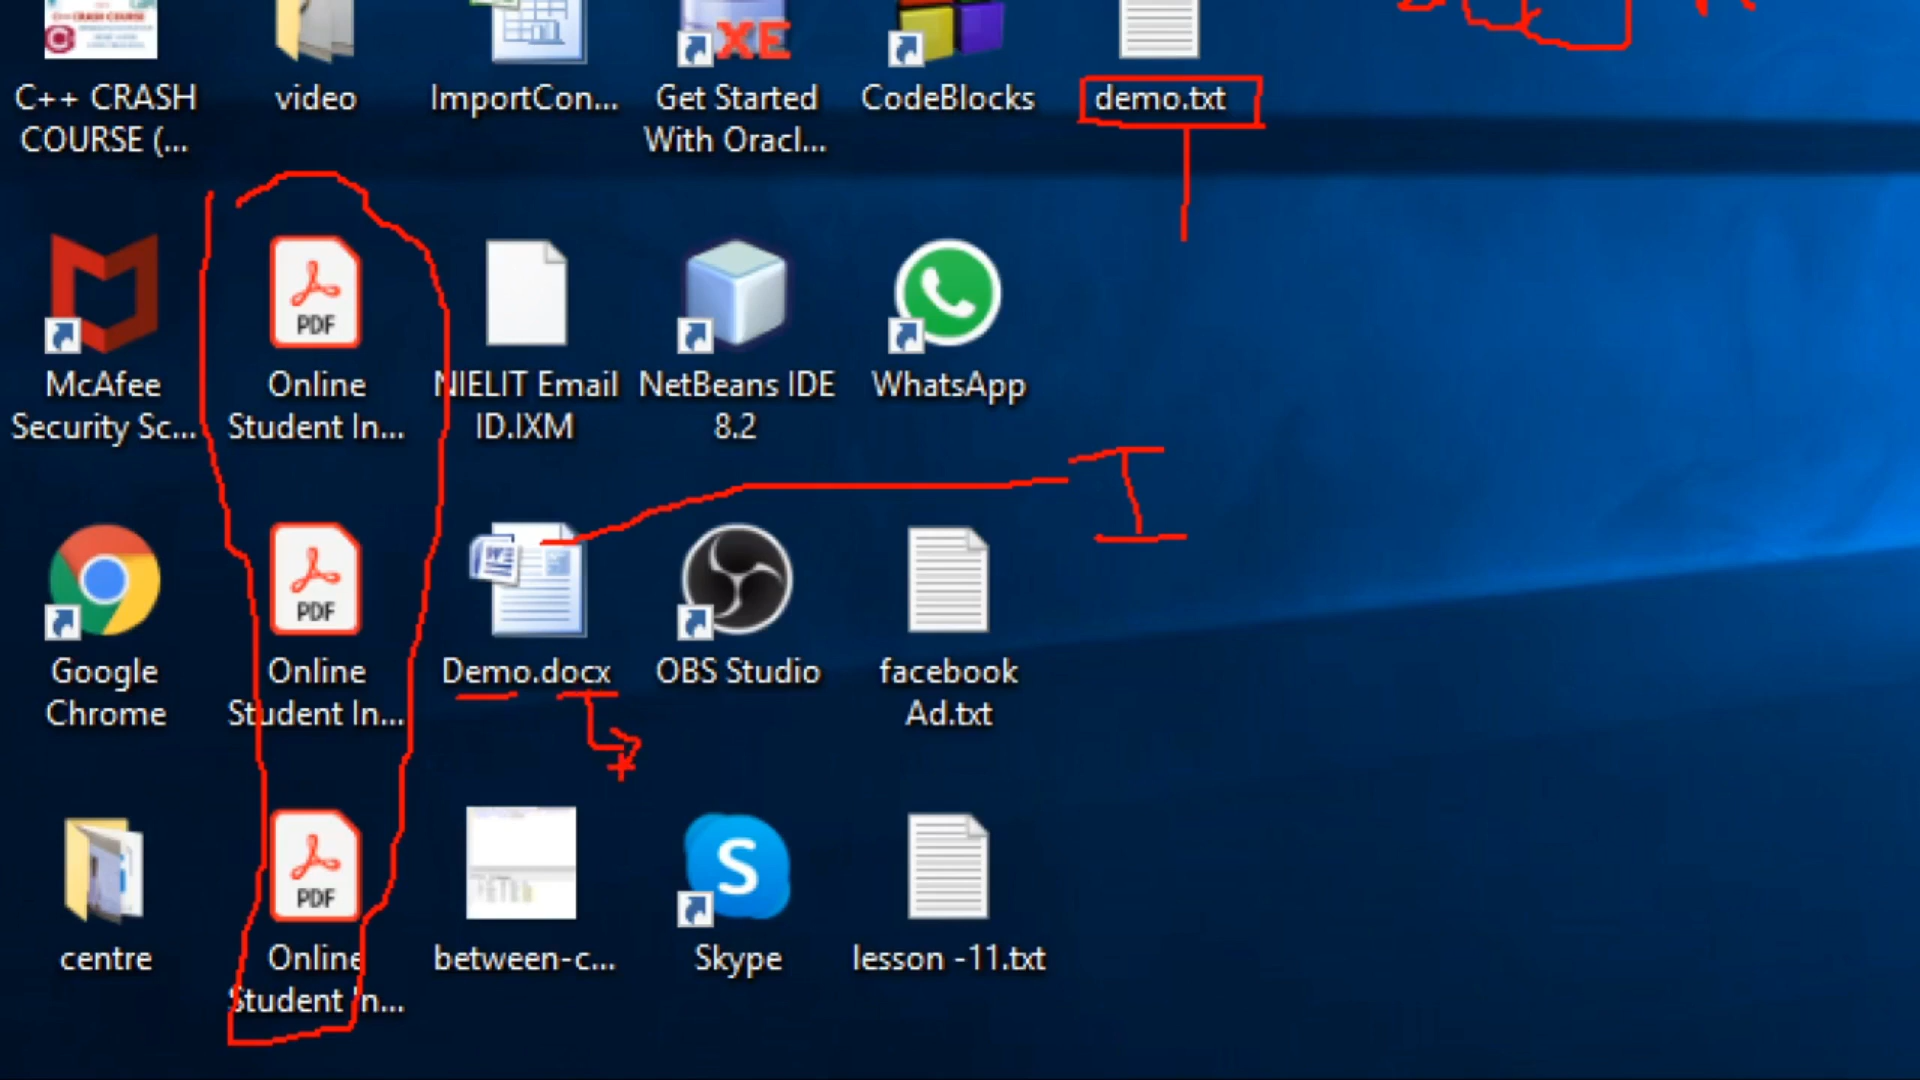 C++ CRASH COURSE
XE
C++ CRASH
COURSE (...
video
ImportCon...
Get Started
With Oracl...
CodeBlocks
demo.txt
PDF
McAfee
Security Sc...
Online
Student In...
NIELIT Email
ID.IXM
NetBeans IDE
8.2
WhatsApp
I
PDF
W
Google
Chrome
Online
Student In...
Demo.docx
OBS Studio
facebook
Ad.txt
PDF
S
centre
Online
Student In...
between-c...
Skype
lesson -11.txt